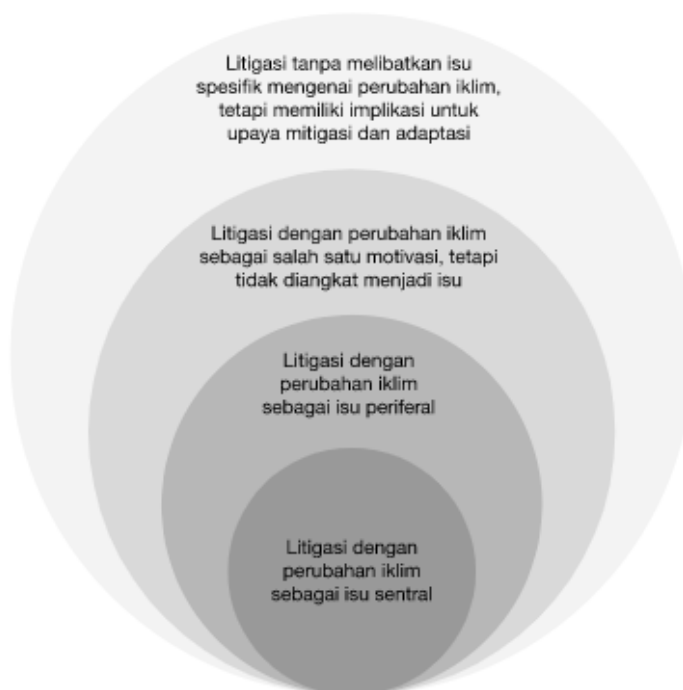 Litigasi tanpa melibatkan isu
spesifik mengenai perubahan iklim,
tetapi memiliki implikasi untuk
upaya mitigasi dan adaptasi
Litigasi dengan perubahan iklim
sebagai salah satu motivasi, tetapi
tidak diangkat menjadi isu
Litigasi dengan
perubahan iklim
sebagai isu periferal
Litigasi dengan
perubahan iklim
sebagai isu sentral